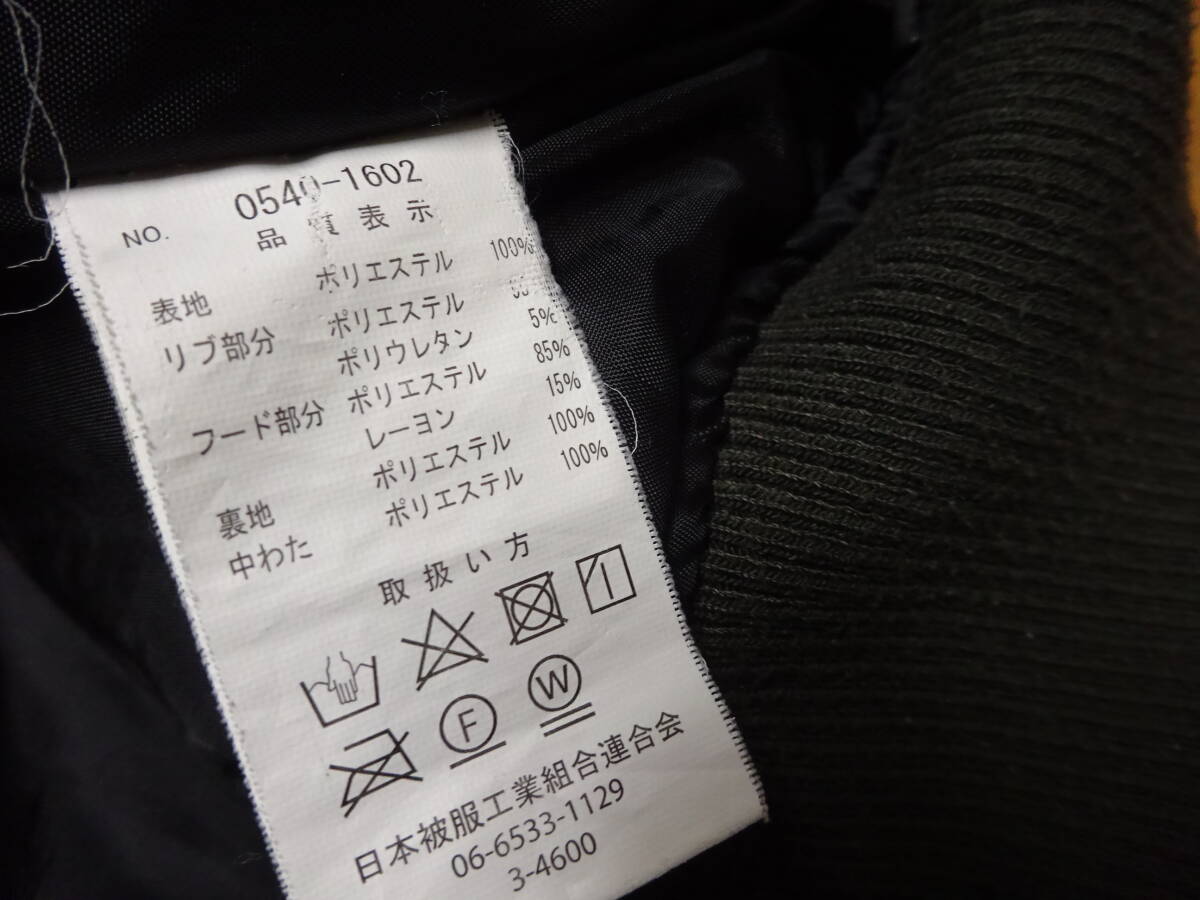 NO. 0540-1602
品質表示
表地 ポリエステル 100%
リブ部分 ポリエステル
ポリウレタン 5%
フード部分 ポリエステル 85%
レーヨン 15%
裏地 ポリエステル 100%
中わた ポリエステル 100%
取扱い方
F W
日本被服工業組合連合会
06-6533-1129
3-4600